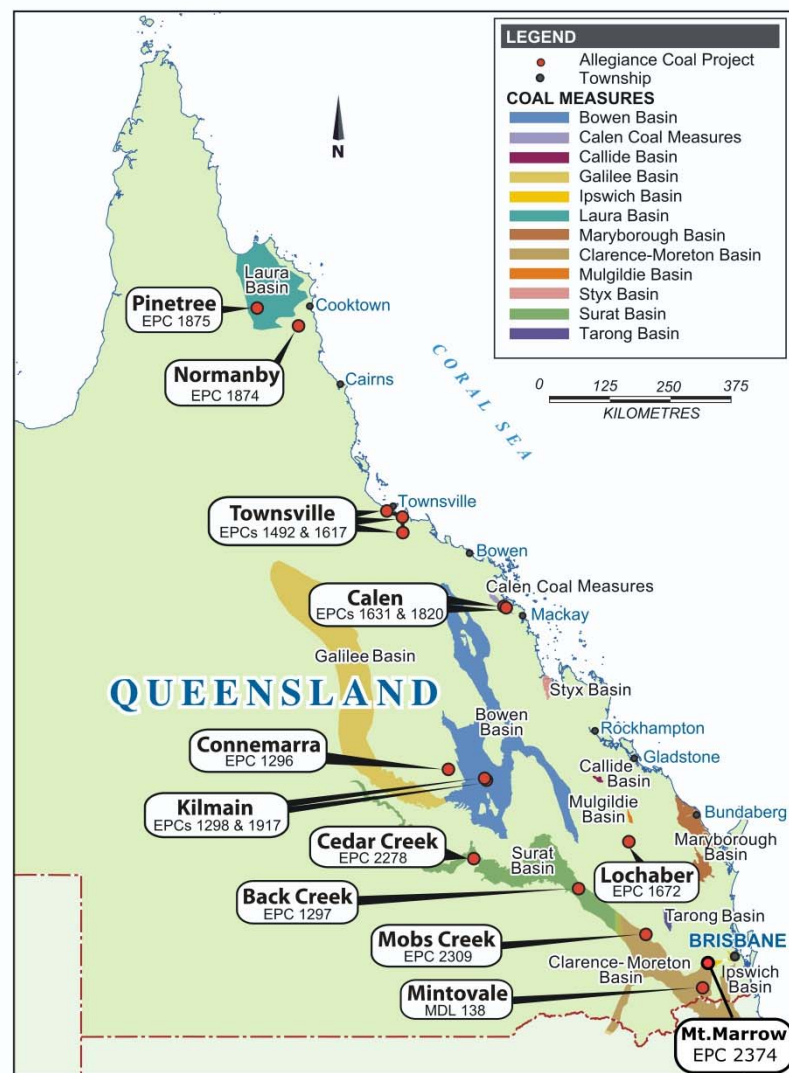 LEGEND
Allegiance Coal Project
Township
COAL MEASURES
Bowen Basin
Calen Coal Measures
Callide Basin
Galilee Basin
Ipswich Basin
Laura Basin
Maryborough Basin
Clarence-Moreton Basin
Mulgildie Basin
Styx Basin
Surat Basin
Tarong Basin
0 125 250 375
KILOMETRES
N
CORAL SEA
Laura
Basin
Pinetree
EPC 1875
Cooktown
Normanby
EPC 1874
Cairns
Townsville
EPCs 1492 & 1617
Townsville
Bowen
Calen Coal Measures
Calen
EPCs 1631 & 1820
Mackay
Galilee Basin
QUEENSLAND
Styx Basin
Bowen
Basin
Rockhampton
Gladstone
Connemarra
EPC 1296
Callide
Basin
Kilmain
EPCs 1298 & 1917
Mulgildie
Basin
Bundaberg
Maryborough
Basin
Cedar Creek
EPC 2278
Surat
Basin
Lochaber
EPC 1672
Back Creek
EPC 1297
Tarong Basin
Mobs Creek
EPC 2309
BRISBANE
Clarence-Moreton
Basin
Ipswich
Basin
Mintovale
MDL 138
Mt.Marrow
EPC 2374